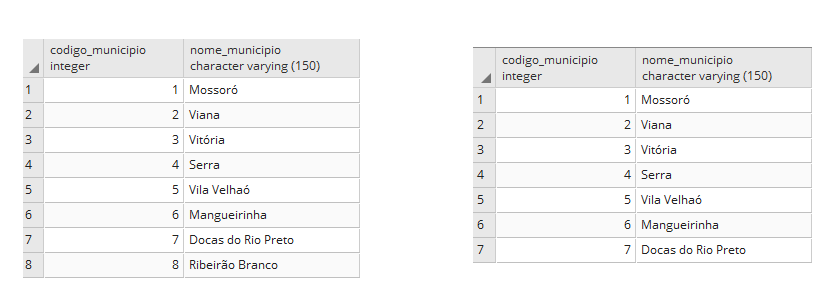 codigo_municipio nome_municipio
integer character varying (150)
1 1 Mossoró
2 2 Viana
3 3 Vitória
4 4 Serra
5 5 Vila Velhaó
6 6 Mangueirinha
7 7 Docas do Rio Preto
8 8 Ribeirão Branco
codigo_municipio nome_municipio
integer character varying (150)
1 1 Mossoró
2 2 Viana
3 3 Vitória
4 4 Serra
5 5 Vila Velhaó
6 6 Mangueirinha
7 7 Docas do Rio Preto